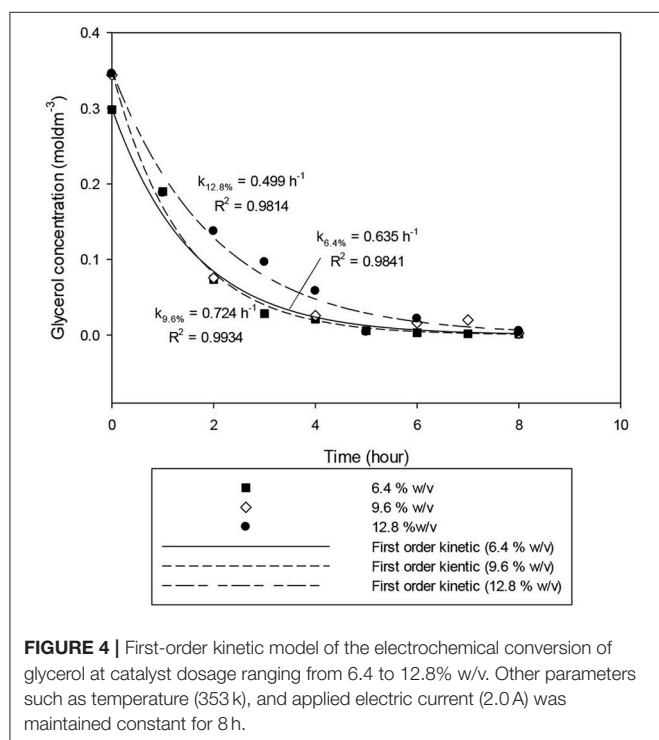 0.4
0.3
0.2
0.1
0.0
Glycerol concentration (moldm⁻³)
k12.8% = 0.499 h⁻¹
R² = 0.9814
k6.4% = 0.635 h⁻¹
R² = 0.9841
k9.6% = 0.724 h⁻¹
R² = 0.9934
0 2 4 6 8 10
Time (hour)
6.4 % w/v
9.6 % w/v
12.8 %w/v
First order kinetic (6.4 % w/v)
First order kientic (9.6 % w/v)
First order kinetic (12.8 % w/v)
FIGURE 4 | First-order kinetic model of the electrochemical conversion of
glycerol at catalyst dosage ranging from 6.4 to 12.8% w/v. Other parameters
such as temperature (353 k), and applied electric current (2.0 A) was
maintained constant for 8 h.